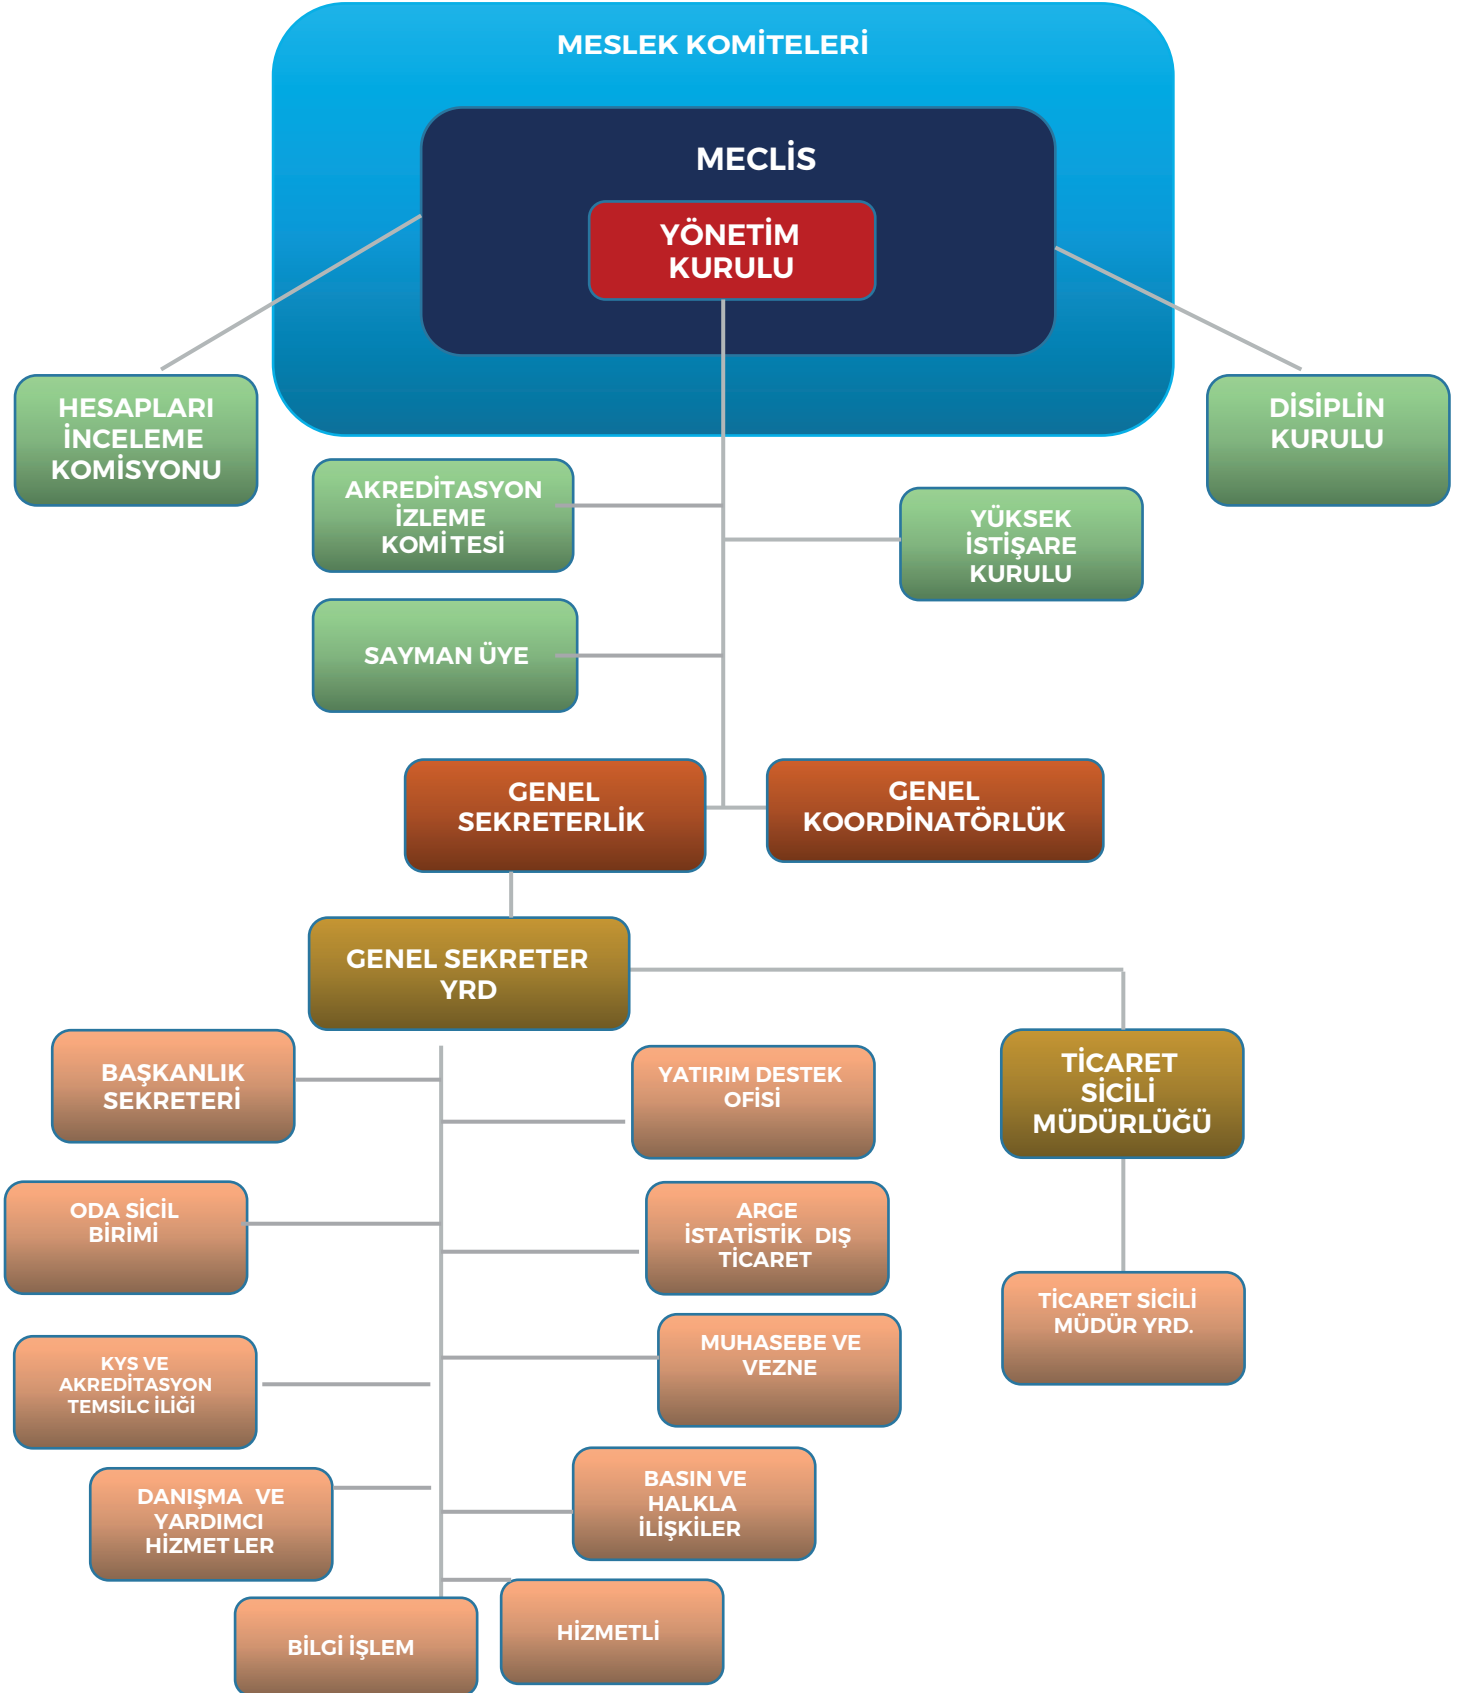 MESLEK KOMİTELERİ
MECLİS
YÖNETİM
KURULU
HESAPLARI
İNCELEME
KOMİSYONU
DİSİPLİN
KURULU
AKREDİTASYON
İZLEME
KOMİTESİ
YÜKSEK
İSTİŞARE
KURULU
SAYMAN ÜYE
GENEL
SEKRETERLİK
GENEL
KOORDİNATÖRLÜK
GENEL SEKRETER
YRD
BAŞKANLIK
SEKRETERİ
YATIRIM DESTEK
OFİSİ
TİCARET
SİCİLİ
MÜDÜRLÜĞÜ
ODA SİCİL
BİRİMİ
ARGE
İSTATİSTİK DIŞ
TİCARET
TİCARET SİCİLİ
MÜDÜR YRD.
KYS VE
AKREDİTASYON
TEMSİLC İLİĞİ
MUHASEBE VE
VEZNE
DANIŞMA VE
YARDIMCI
HİZMETLER
BASIN VE
HALKLA
İLİŞKİLER
BİLGİ İŞLEM
HİZMETLİ